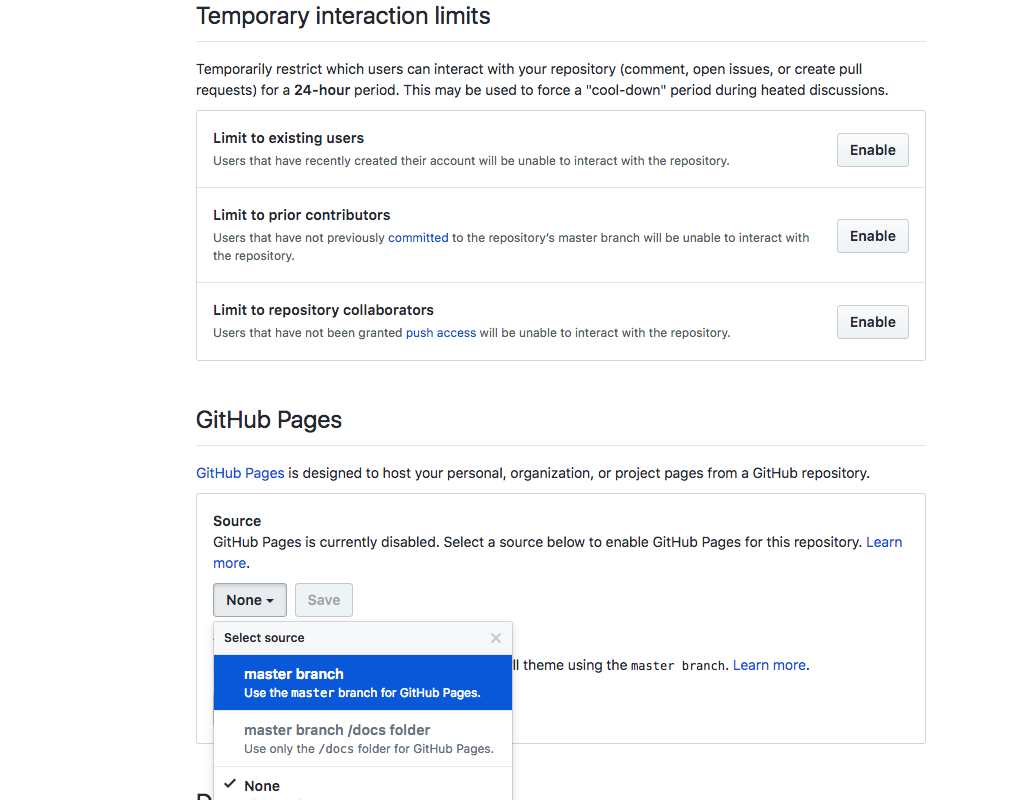 Temporary interaction limits
Temporarily restrict which users can interact with your repository (comment, open issues, or create pull
requests) for a 24-hour period. This may be used to force a "cool-down" period during heated discussions.
Limit to existing users
Users that have recently created their account will be unable to interact with the repository.
Enable
Limit to prior contributors
Users that have not previously committed to the repository's master branch will be unable to interact with
the repository.
Enable
Limit to repository collaborators
Users that have not been granted push access will be unable to interact with the repository.
Enable
GitHub Pages
GitHub Pages is designed to host your personal, organization, or project pages from a GitHub repository.
Source
GitHub Pages is currently disabled. Select a source below to enable GitHub Pages for this repository. Learn
more.
None Save
Select source
master branch
Use the master branch for GitHub Pages.
theme using the master branch. Learn more.
master branch /docs folder
Use only the /docs folder for GitHub Pages.
None